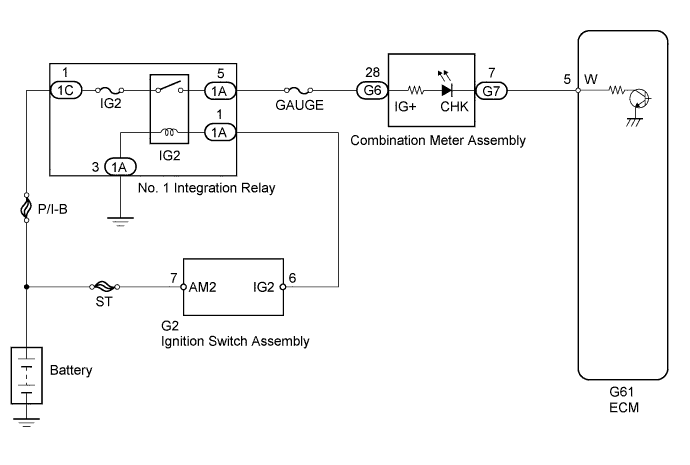 1
1C
IG2
5
1A
1
1A
IG2
3
1A
No. 1 Integration Relay
GAUGE
28
G6
IG+
CHK
7
G7
Combination Meter Assembly
5
W
P/I-B
ST
7
AM2
IG2
6
G2
Ignition Switch Assembly
Battery
G61
ECM